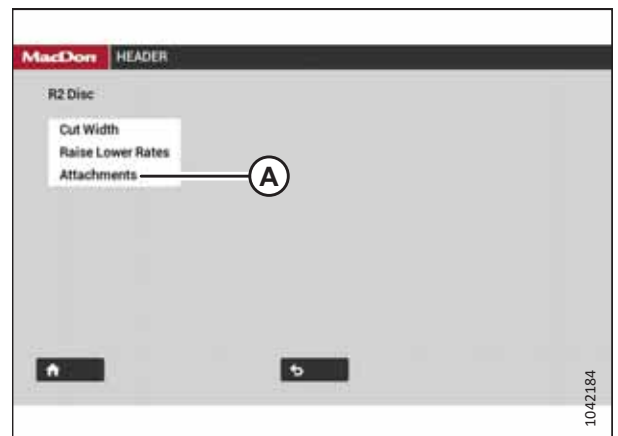 MacDon HEADER
R2 Disc
Cut Width
Raise Lower Rates
Attachments
A
1042184